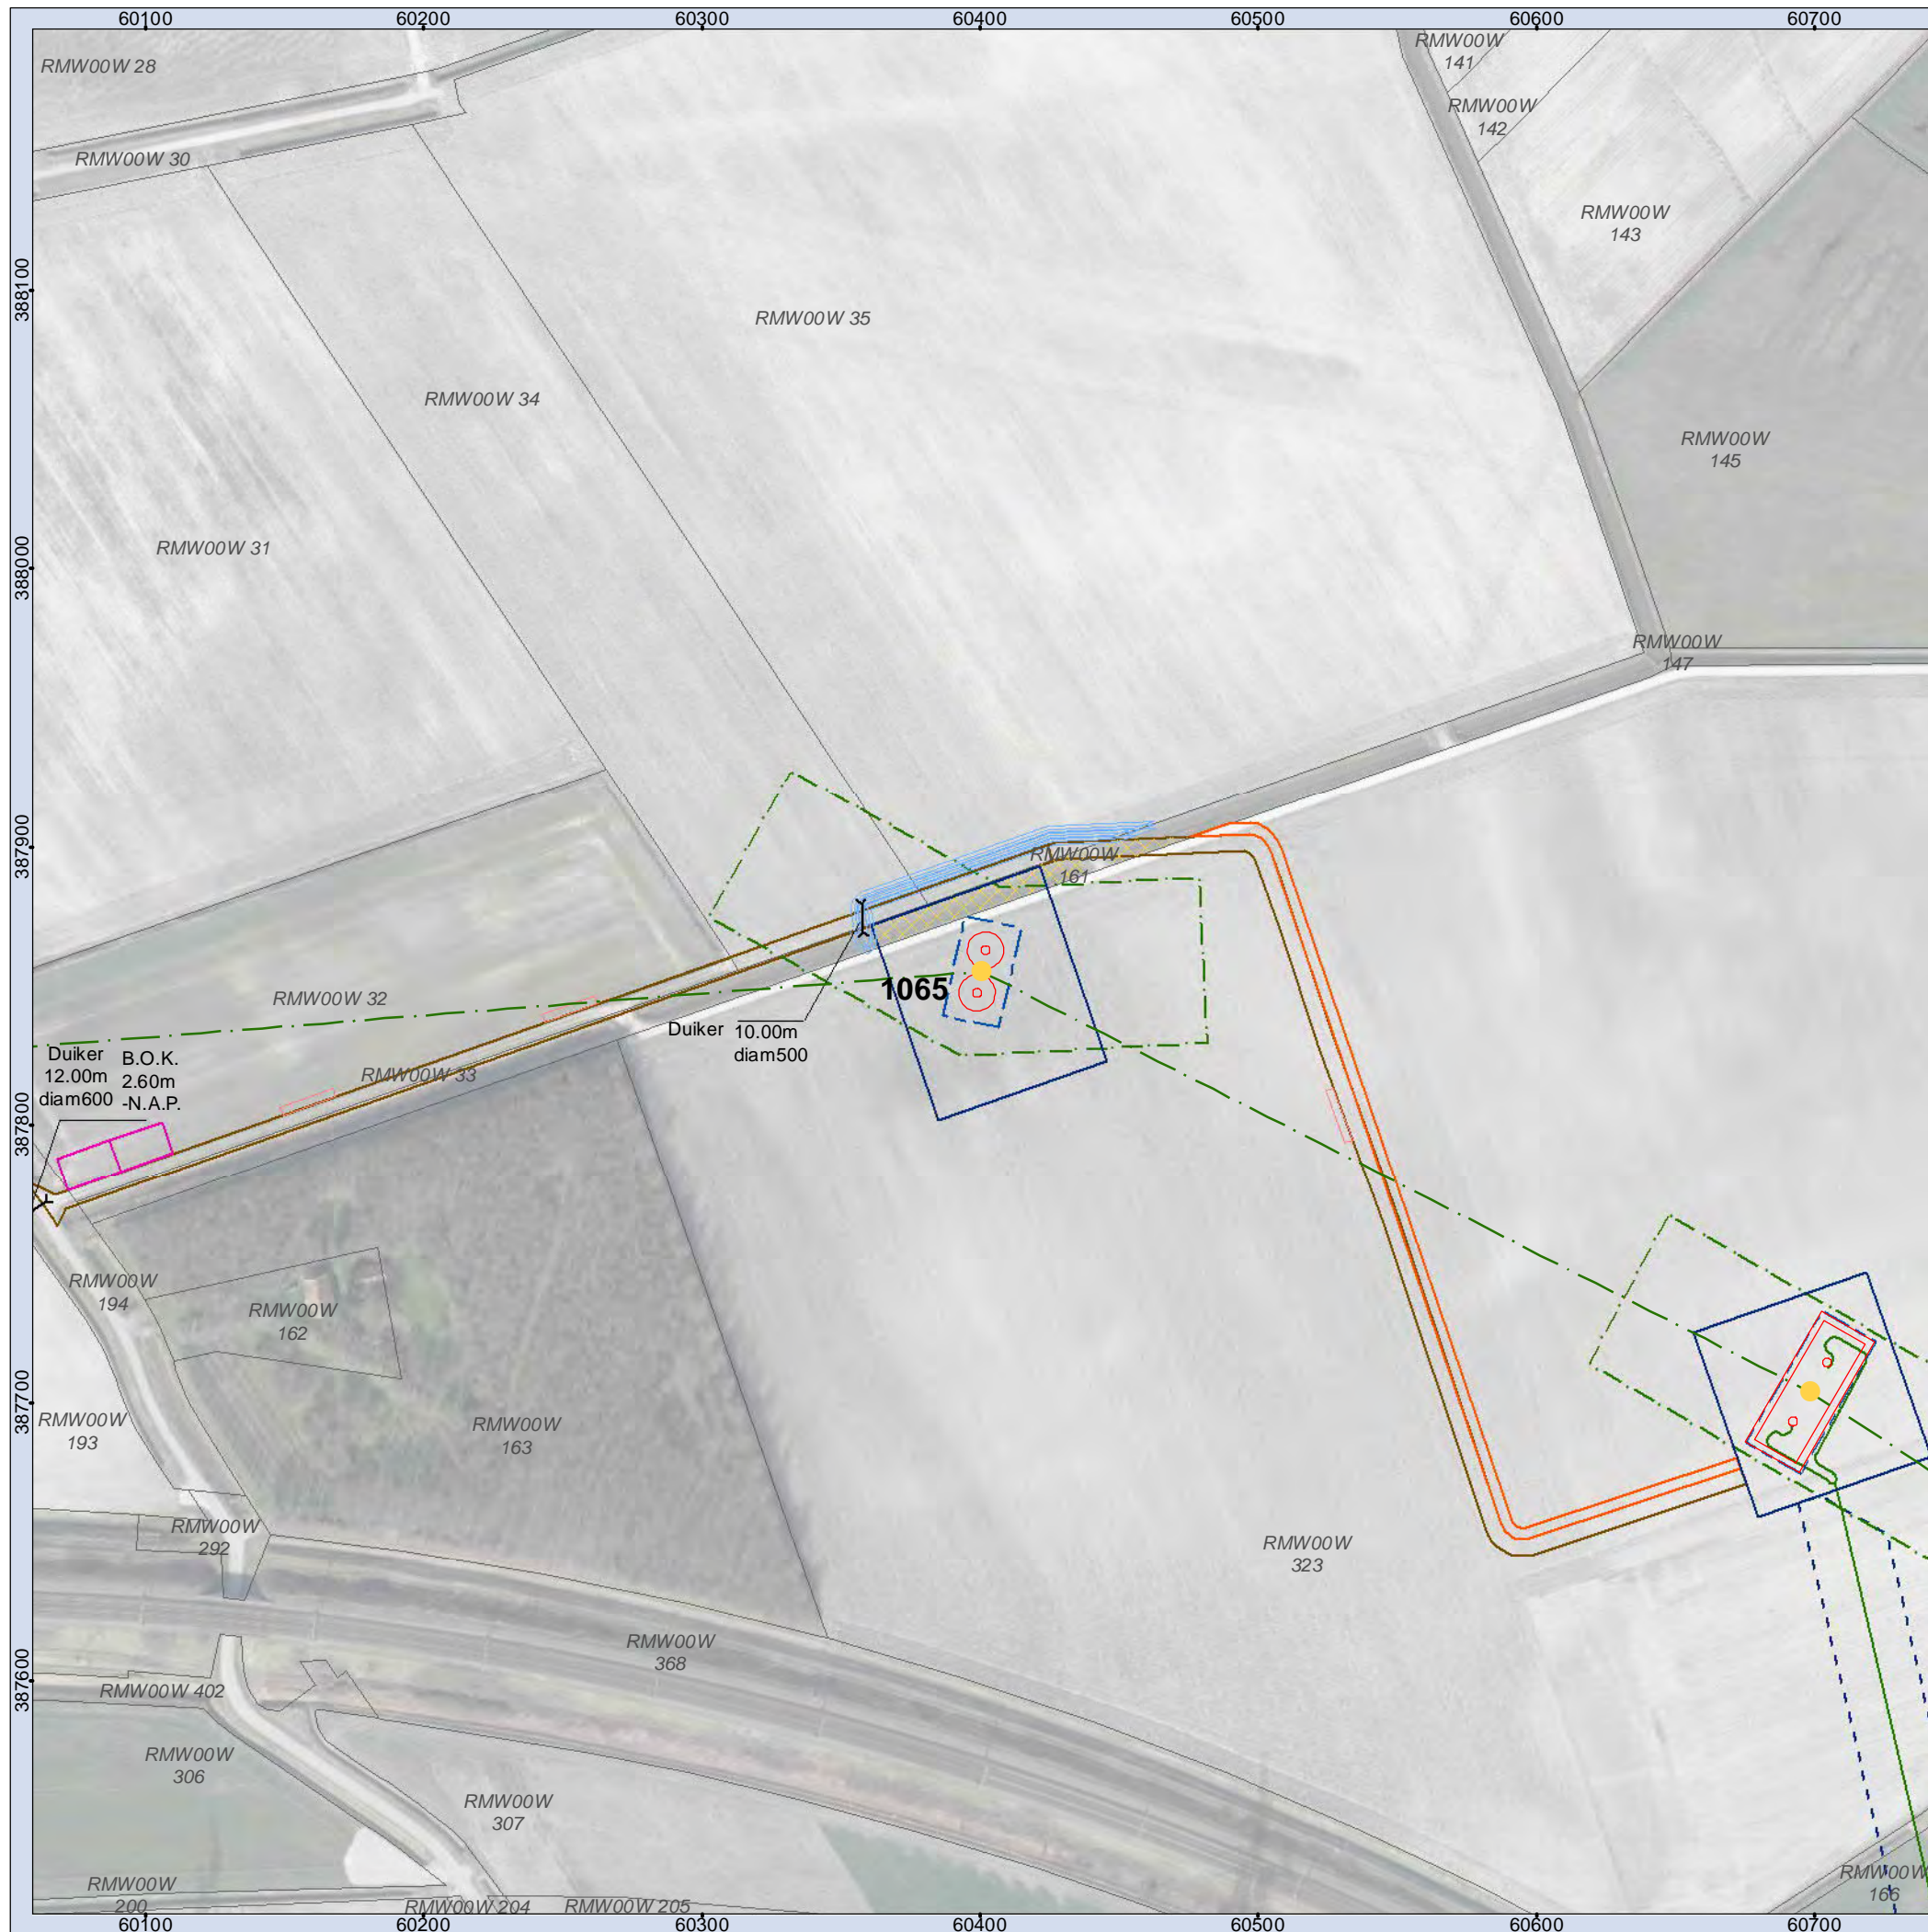 60100 60200 60300 60400 60500 60600 60700
RMW00W 28
RMW00W
141
RMW00W
142
RMW00W 30
RMW00W
143
388100
RMW00W 35
RMW00W 34
RMW00W
145
388000
RMW00W 31
RMW00W
147
387900
RMW00W
161
RMW00W 32
1065
Duiker 10.00m
diam500
Duiker
12.00m
diam600
B.O.K.
2.60m
-N.A.P.
RMW00W 33
387800
RMW00W
194
RMW00W
162
387700
RMW00W
193
RMW00W
163
RMW00W
292
RMW00W
323
RMW00W
368
387600
RMW00W 402
RMW00W
306
RMW00W
307
RMW00W
166
RMW00W
200
RMW00W 204
RMW00W 205
60100 60200 60300 60400 60500 60600 60700